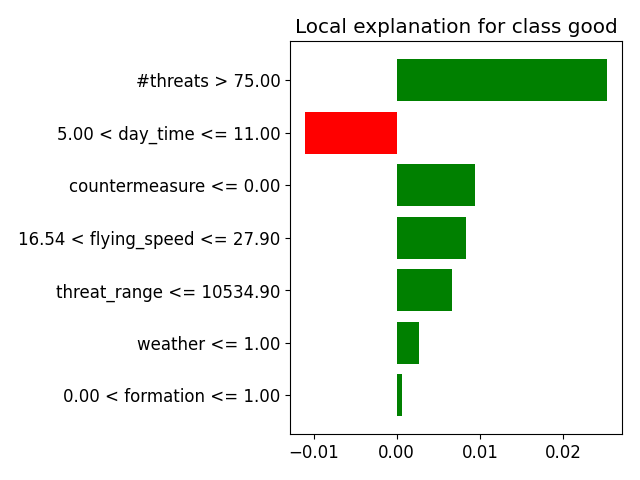 Local explanation for class good
#threats > 75.00
5.00 < day_time <= 11.00
countermeasure <= 0.00
16.54 < flying_speed <= 27.90
threat_range <= 10534.90
weather <= 1.00
0.00 < formation <= 1.00
−0.01 0.00 0.01 0.02